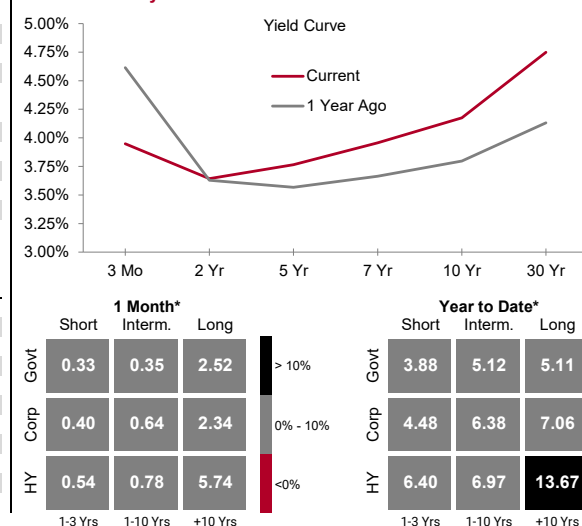 Yield Curve
5.00%
4.75%
4.50%
4.25%
4.00%
3.75%
3.50%
3.25%
3.00%
Current
1 Year Ago
3 Mo 2 Yr 5 Yr 7 Yr 10 Yr 30 Yr
1 Month*
Short Interm. Long
Govt 0.33 0.35 2.52
Corp 0.40 0.64 2.34
HY 0.54 0.78 5.74
1-3 Yrs 1-10 Yrs +10 Yrs
> 10%
0% - 10%
<0%
Year to Date*
Short Interm. Long
Govt 3.88 5.12 5.11
Corp 4.48 6.38 7.06
HY 6.40 6.97 13.67
1-3 Yrs 1-10 Yrs +10 Yrs